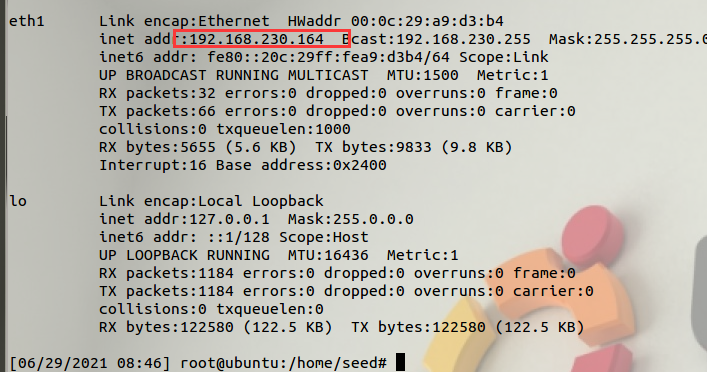 eth1 Link encap:Ethernet HWaddr 00:0c:29:a9:d3:b4
inet addr:192.168.230.164 Bcast:192.168.230.255 Mask:255.255.255.0
inet6 addr: fe80::20c:29ff:fea9:d3b4/64 Scope:Link
UP BROADCAST RUNNING MULTICAST MTU:1500 Metric:1
RX packets:32 errors:0 dropped:0 overruns:0 frame:0
TX packets:66 errors:0 dropped:0 overruns:0 carrier:0
collisions:0 txqueuelen:1000
RX bytes:5655 (5.6 KB) TX bytes:9833 (9.8 KB)
Interrupt:16 Base address:0x2400
lo Link encap:Local Loopback
inet addr:127.0.0.1 Mask:255.0.0.0
inet6 addr: ::1/128 Scope:Host
UP LOOPBACK RUNNING MTU:16436 Metric:1
RX packets:1184 errors:0 dropped:0 overruns:0 frame:0
TX packets:1184 errors:0 dropped:0 overruns:0 carrier:0
collisions:0 txqueuelen:0
RX bytes:122580 (122.5 KB) TX bytes:122580 (122.5 KB)
[06/29/2021 08:46] root@ubuntu:/home/seed#